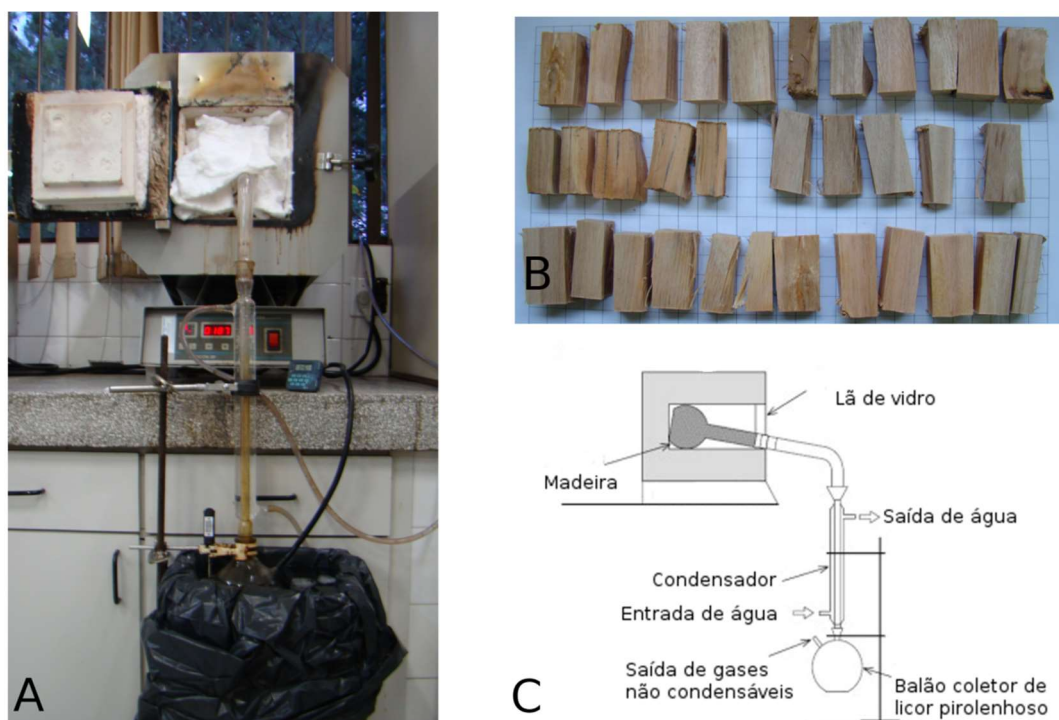 A
B
Lã de vidro
Madeira
Saída de água
Condensador
Entrada de água
Saída de gases
não condensáveis
Balão coletor de
licor pirolenhoso
C